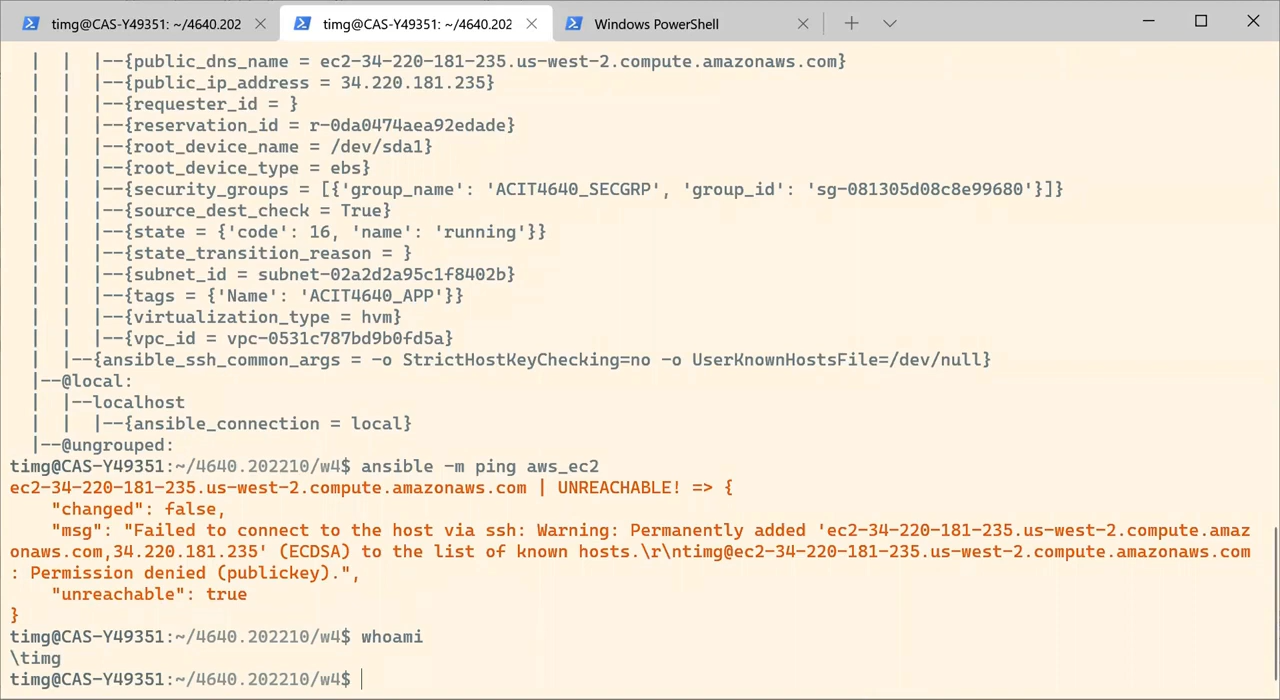 timg@CAS-Y49351: ~/4640.202
timg@CAS-Y49351: ~/4640.202
Windows PowerShell
|   |   |--{public_dns_name = ec2-34-220-181-235.us-west-2.compute.amazonaws.com}
|   |   |--{public_ip_address = 34.220.181.235}
|   |   |--{requester_id = }
|   |   |--{reservation_id = r-0da0474aea92edade}
|   |   |--{root_device_name = /dev/sda1}
|   |   |--{root_device_type = ebs}
|   |   |--{security_groups = [{'group_name': 'ACIT4640_SECGRP', 'group_id': 'sg-081305d08c8e99680'}]}
|   |   |--{source_dest_check = True}
|   |   |--{state = {'code': 16, 'name': 'running'}}
|   |   |--{state_transition_reason = }
|   |   |--{subnet_id = subnet-02a2d2a95c1f8402b}
|   |   |--{tags = {'Name': 'ACIT4640_APP'}}
|   |   |--{virtualization_type = hvm}
|   |   |--{vpc_id = vpc-0531c787bd9b0fd5a}
|   |--{ansible_ssh_common_args = -o StrictHostKeyChecking=no -o UserKnownHostsFile=/dev/null}
|--@local:
|   |--localhost
|   |   |--{ansible_connection = local}
|--@ungrouped:
timg@CAS-Y49351:~/4640.202210/w4$ ansible -m ping aws_ec2
ec2-34-220-181-235.us-west-2.compute.amazonaws.com | UNREACHABLE! => {
    "changed": false,
    "msg": "Failed to connect to the host via ssh: Warning: Permanently added 'ec2-34-220-181-235.us-west-2.compute.amaz
onaws.com,34.220.181.235' (ECDSA) to the list of known hosts.\r\ntimg@ec2-34-220-181-235.us-west-2.compute.amazonaws.com
: Permission denied (publickey).",
    "unreachable": true
}
timg@CAS-Y49351:~/4640.202210/w4$ whoami
\timg
timg@CAS-Y49351:~/4640.202210/w4$